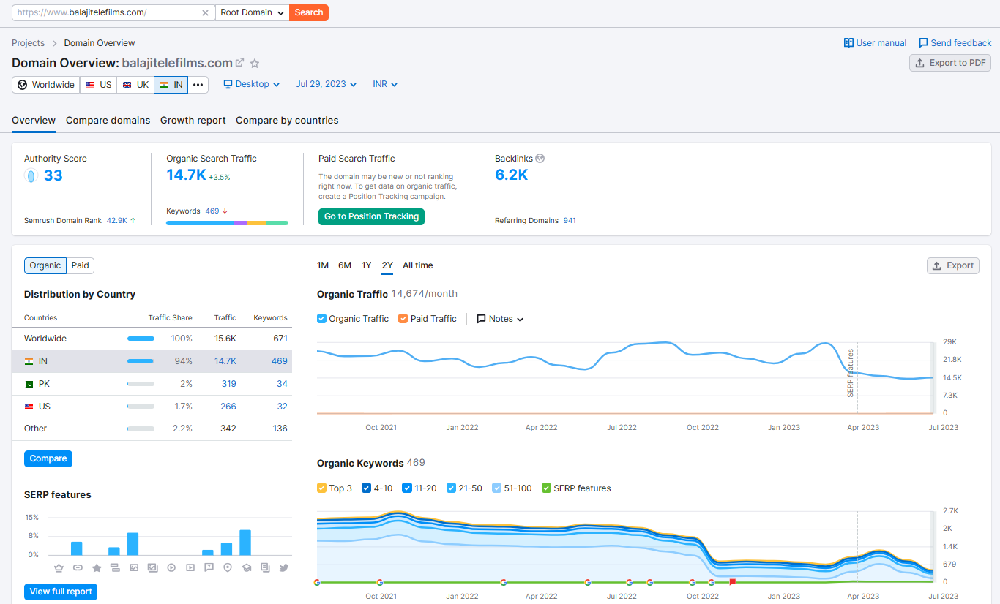 https://www.balajitelefilms.com/ Root Domain Search
Projects > Domain Overview User manual Send feedback
Domain Overview: balajitelefilms.com Export to PDF
Worldwide US UK IN ••• Desktop Jul 29, 2023 INR
Overview Compare domains Growth report Compare by countries
Authority Score
33
Semrush Domain Rank 42.9K ↑
Organic Search Traffic
14.7K +3.5%
Keywords 469 ↓
Paid Search Traffic
The domain may be new or not ranking
right now. To get data on organic traffic,
create a Position Tracking campaign.
Go to Position Tracking
Backlinks
6.2K
Referring Domains 941
Organic Paid
Distribution by Country
Countries Traffic Share Traffic Keywords
Worldwide 100% 15.6K 671
IN 94% 14.7K 469
PK 2% 319 34
US 1.7% 266 32
Other 2.2% 342 136
Compare
SERP features
15%
8%
0%
View full report
1M 6M 1Y 2Y All time Export
Organic Traffic 14,674/month
Organic Traffic Paid Traffic Notes
29K
21.8K
14.5K
7.3K
0
SERP features
Oct 2021 Jan 2022 Apr 2022 Jul 2022 Oct 2022 Jan 2023 Apr 2023 Jul 2023
Organic Keywords 469
Top 3 4-10 11-20 21-50 51-100 SERP features
2.7K
2K
1.4K
679
0
Oct 2021 Jan 2022 Apr 2022 Jul 2022 Oct 2022 Jan 2023 Apr 2023 Jul 2023